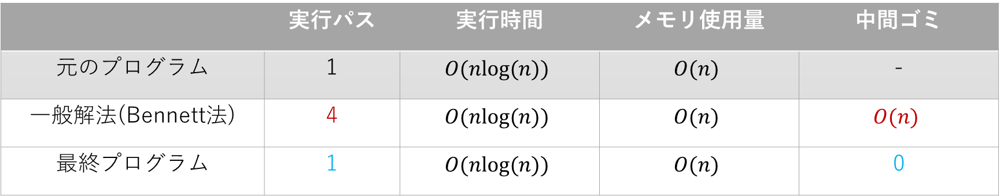 実行パス 実行時間 メモリ使用量 中間ゴミ
元のプログラム 1 O(nlog(n)) O(n) -
一般解法(Bennett法) 4 O(nlog(n)) O(n) O(n)
最終プログラム 1 O(nlog(n)) O(n) 0